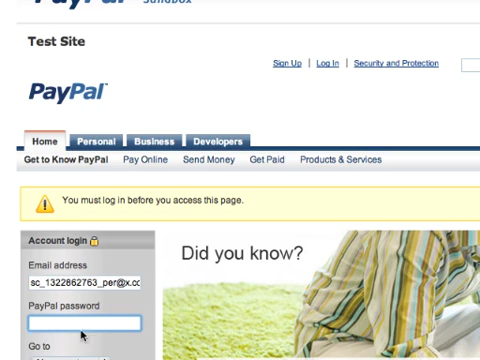 PayPal Sandbox
Test Site
Sign Up | Log In | Security and Protection
PayPal
Home Personal Business Developers
Get to Know PayPal Pay Online Send Money Get Paid Products & Services
You must log in before you access this page.
Account login
Did you know?
Email address
sc_1322862763_per@x.co
PayPal password
Go to